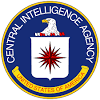 CENTRAL INTELLIGENCE AGENCY
UNITED STATES OF AMERICA